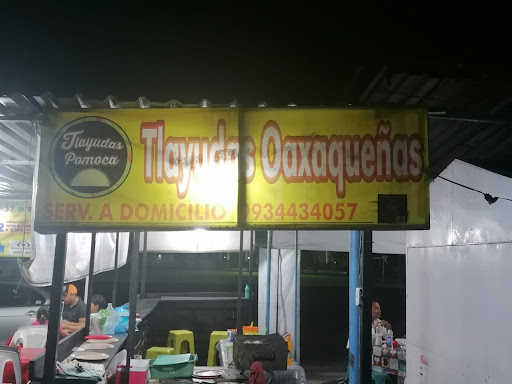 Tlayudas
Pomoca
Tlayudas Oaxaqueñas
SERV. A DOMICILIO 9934434057